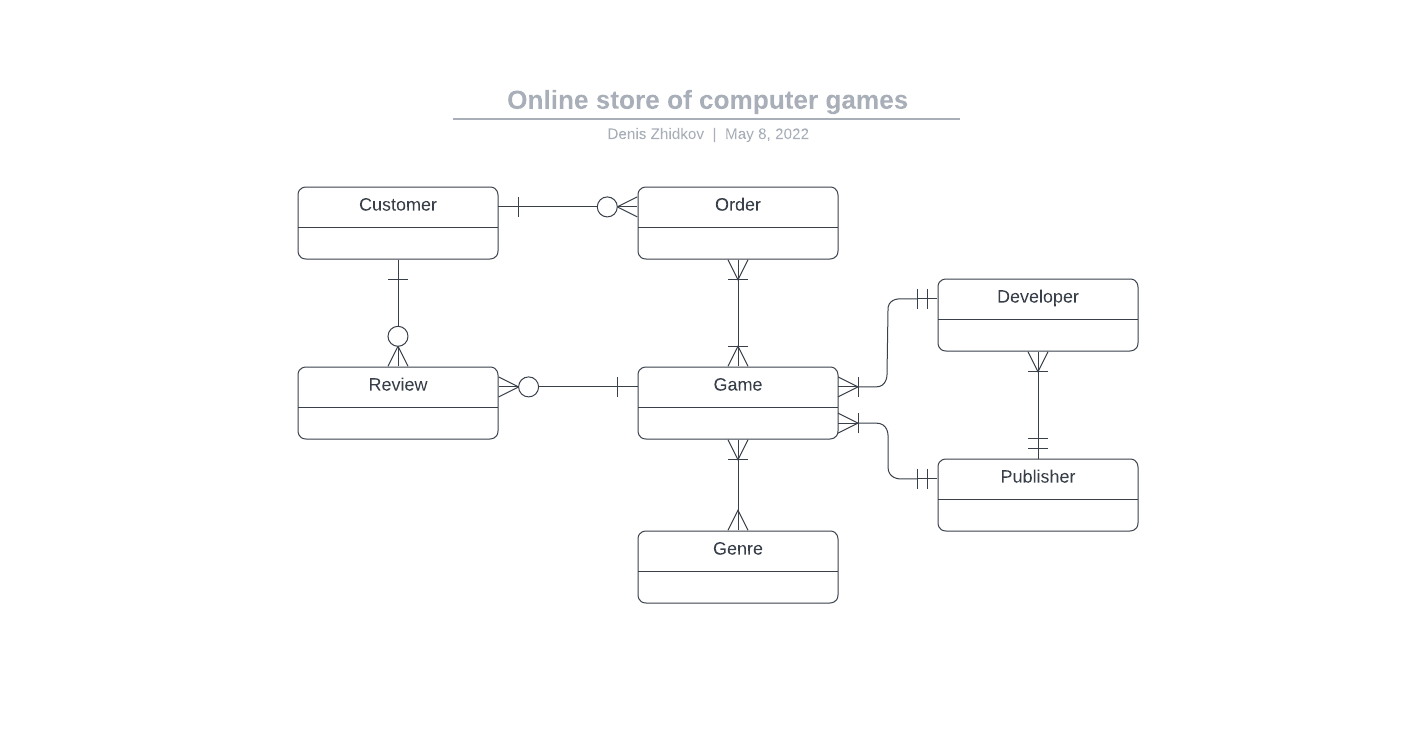 Online store of computer games
Denis Zhidkov | May 8, 2022
Customer
Order
Developer
Review
Game
Publisher
Genre